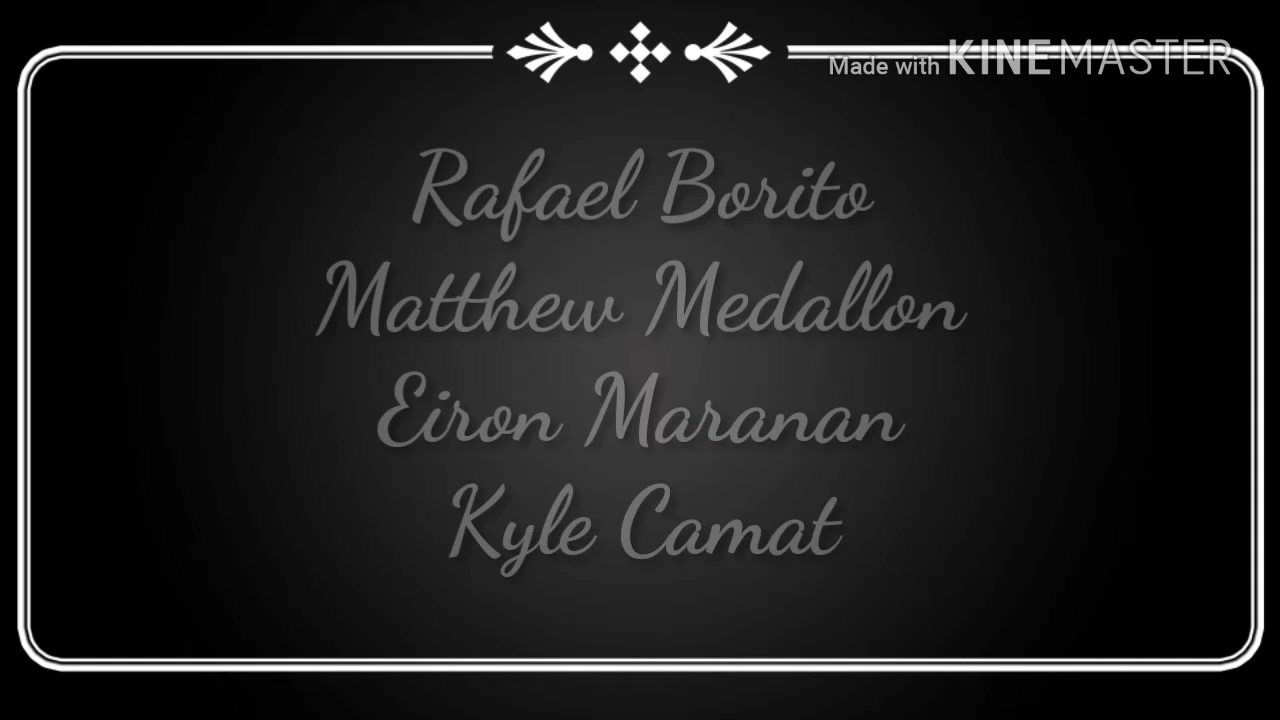 Made with KINEMASTER
Rafael Borito
Matthew Medallon
Eiron Maranan
Kyle Camat